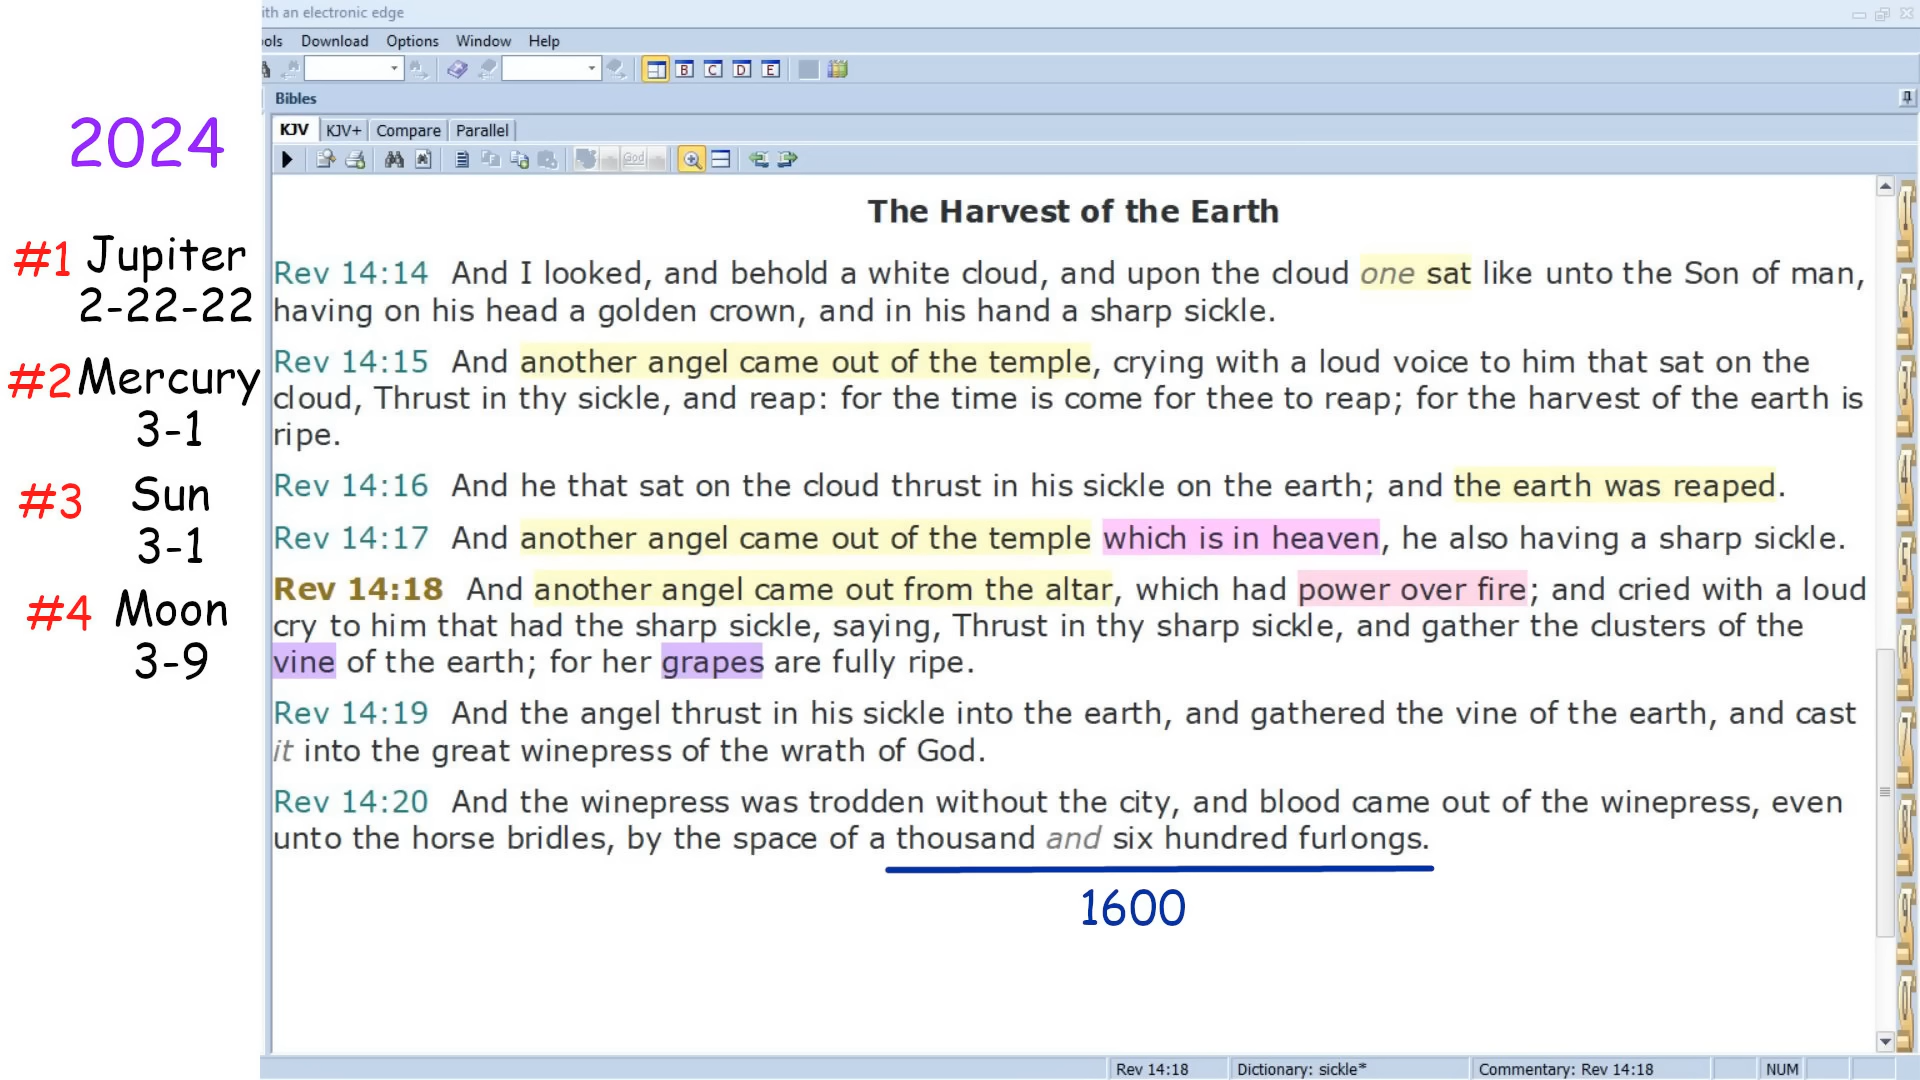 ith an electronic edge
ols Download Options Window Help
B C D E
Bibles
KJV KJV+ Compare Parallel
God
2024
#1 Jupiter
2-22-22
#2 Mercury
3-1
#3 Sun
3-1
#4 Moon
3-9
The Harvest of the Earth
Rev 14:14 And I looked, and behold a white cloud, and upon the cloud one sat like unto the Son of man,
having on his head a golden crown, and in his hand a sharp sickle.
Rev 14:15 And another angel came out of the temple, crying with a loud voice to him that sat on the
cloud, Thrust in thy sickle, and reap: for the time is come for thee to reap; for the harvest of the earth is
ripe.
Rev 14:16 And he that sat on the cloud thrust in his sickle on the earth; and the earth was reaped.
Rev 14:17 And another angel came out of the temple which is in heaven, he also having a sharp sickle.
Rev 14:18 And another angel came out from the altar, which had power over fire; and cried with a loud
cry to him that had the sharp sickle, saying, Thrust in thy sharp sickle, and gather the clusters of the
vine of the earth; for her grapes are fully ripe.
Rev 14:19 And the angel thrust in his sickle into the earth, and gathered the vine of the earth, and cast
it into the great winepress of the wrath of God.
Rev 14:20 And the winepress was trodden without the city, and blood came out of the winepress, even
unto the horse bridles, by the space of a thousand and six hundred furlongs.
1600
Rev 14:18 Dictionary: sickle* Commentary: Rev 14:18 NUM